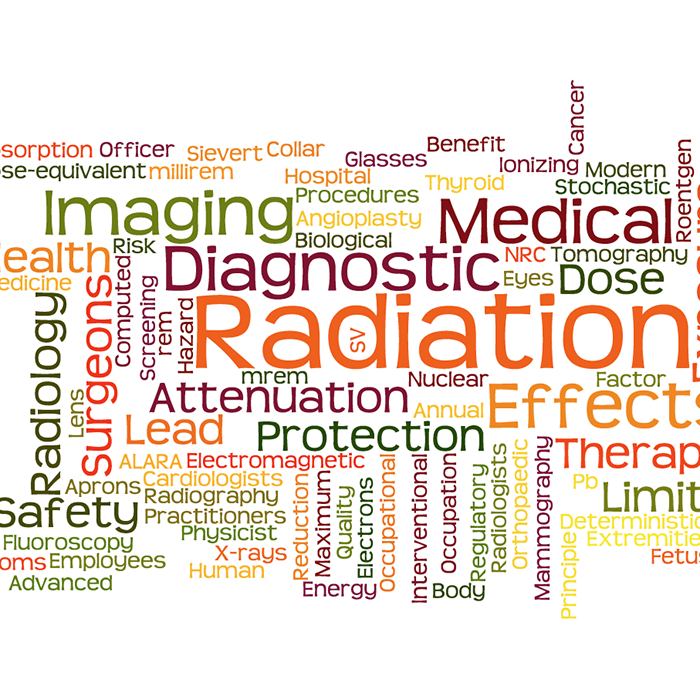 Cancer
sorption Officer Sievert Collar Glasses Benefit
se-equivalent millirem Hospital Ionizing Modern
Roentgen
Procedures Thyroid Stochastic
Imaging Angioplasty Medical
ealth Risk Biological NRC Tomography
edicine Computed Diagnostic Eyes Dose
Screening
rem
Hazard
Radiation
sv
Radiology
Lens
Surgeons
mrem Nuclear Factor
Attenuation Annual Effects
Lead Protection
ALARA Electromagnetic Therap
Aprons Cardiologists Pb
Radiography Limit
Safety Practitioners Deterministic
Fluoroscopy Physicist Extremitie
oms Employees X-rays Fetus
Advanced Human
Reduction
Maximum
Quality
Electrons
Occupational
Interventional
Occupation
Regulatory
Radiologists
Orthopaedic
Mammography
Principle
Energy Body